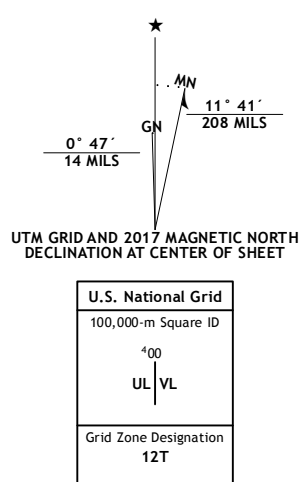 ★
MN
GN
11° 41´
208 MILS
0° 47´
14 MILS
UTM GRID AND 2017 MAGNETIC NORTH
DECLINATION AT CENTER OF SHEET
U.S. National Grid
100,000-m Square ID
⁴00
UL VL
Grid Zone Designation
12T